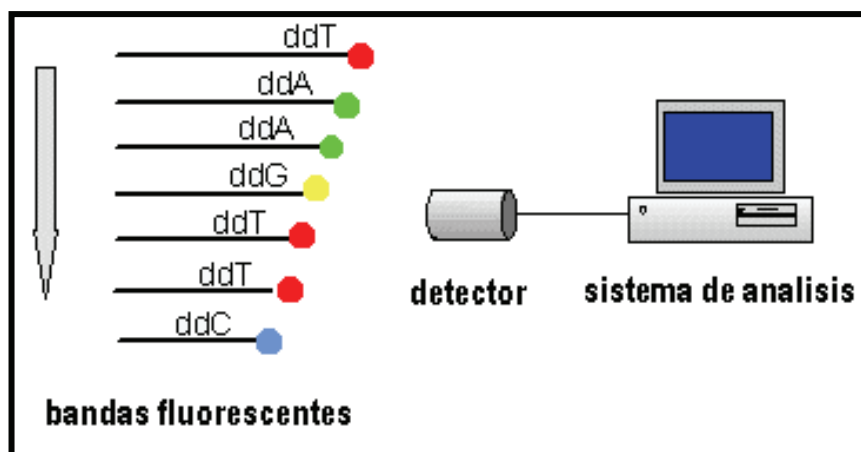 ddT
ddA
ddA
ddG
ddT
ddT
ddC
detector
sistema de analisis
bandas fluorescentes